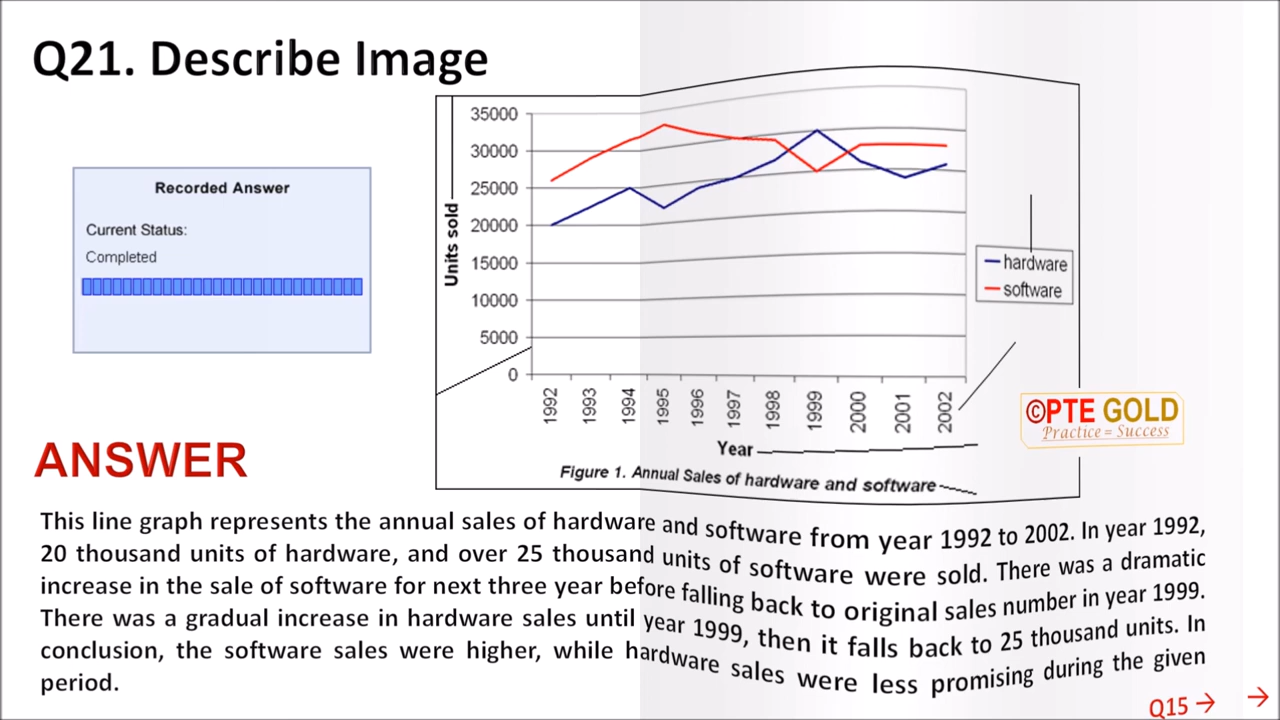 Q21. Describe Image
Recorded Answer
Current Status:
Completed
Units sold
35000
30000
25000
20000
15000
10000
5000
0
1992 1993 1994 1995 1996 1997 1998 1999 2000 2001 2002
Year
hardware
software
Figure 1. Annual Sales of hardware and software
©PTE GOLD
Practice = Success
ANSWER
This line graph represents the annual sales of hardware and software from year 1992 to 2002. In year 1992,
20 thousand units of hardware, and over 25 thousand units of software were sold. There was a dramatic
increase in the sale of software for next three year before falling back to original sales number in year 1999.
There was a gradual increase in hardware sales until year 1999, then it falls back to 25 thousand units. In
conclusion, the software sales were higher, while hardware sales were less promising during the given
period.
Q15 → →